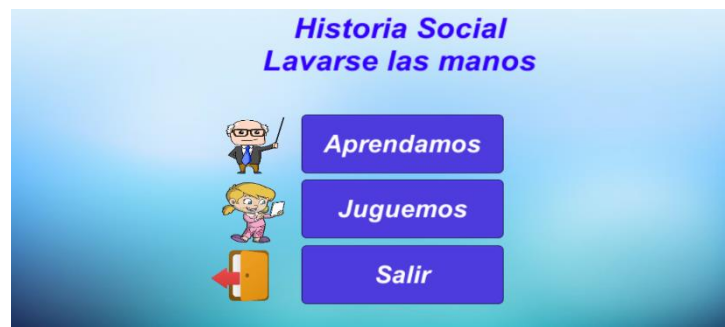 Historia Social
Lavarse las manos
Aprendamos
Juguemos
Salir